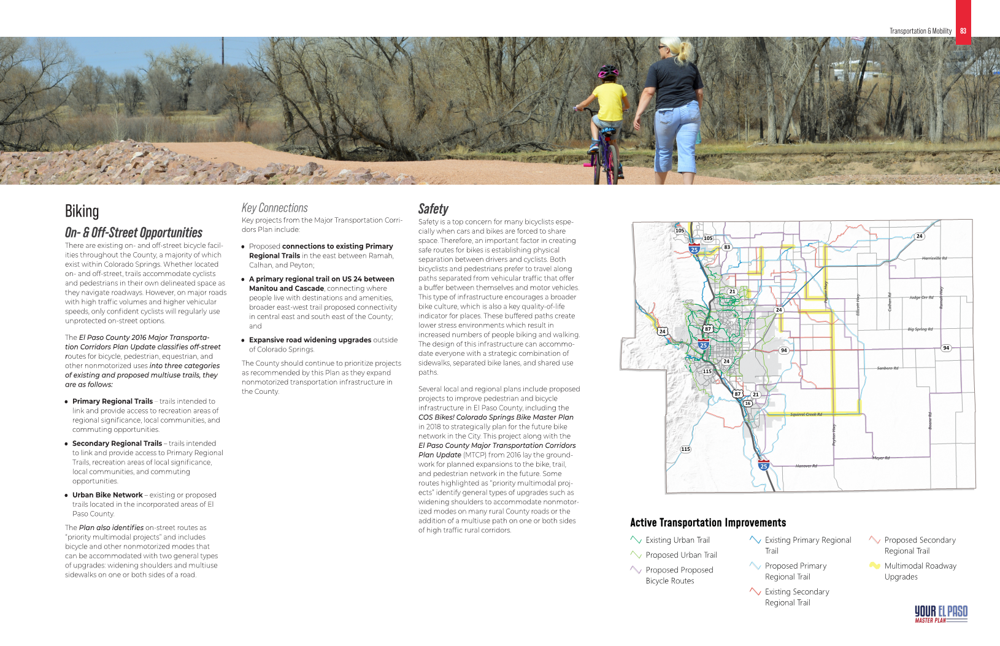 Transportation & Mobility 83
Biking
On- & Off-Street Opportunities
There are existing on- and off-street bicycle facil-
ities throughout the County, a majority of which
exist within Colorado Springs. Whether located
on- and off-street, trails accommodate cyclists
and pedestrians in their own delineated space as
they navigate roadways. However, on major roads
with high traffic volumes and higher vehicular
speeds, only confident cyclists will regularly use
unprotected on-street options.
The El Paso County 2016 Major Transporta-
tion Corridors Plan Update classifies off-street
routes for bicycle, pedestrian, equestrian, and
other nonmotorized uses into three categories
of existing and proposed multiuse trails, they
are as follows:
• Primary Regional Trails – trails intended to
link and provide access to recreation areas of
regional significance, local communities, and
commuting opportunities.
• Secondary Regional Trails – trails intended
to link and provide access to Primary Regional
Trails, recreation areas of local significance,
local communities, and commuting
opportunities.
• Urban Bike Network – existing or proposed
trails located in the incorporated areas of El
Paso County.
The Plan also identifies on-street routes as
“priority multimodal projects” and includes
bicycle and other nonmotorized modes that
can be accommodated with two general types
of upgrades: widening shoulders and multiuse
sidewalks on one or both sides of a road.
Key Connections
Key projects from the Major Transportation Corri-
dors Plan include:
• Proposed connections to existing Primary
Regional Trails in the east between Ramah,
Calhan, and Peyton;
• A primary regional trail on US 24 between
Manitou and Cascade, connecting where
people live with destinations and amenities,
broader east-west trail proposed connectivity
in central east and south east of the County;
and
• Expansive road widening upgrades outside
of Colorado Springs.
The County should continue to prioritize projects
as recommended by this Plan as they expand
nonmotorized transportation infrastructure in
the County.
Safety
Safety is a top concern for many bicyclists espe-
cially when cars and bikes are forced to share
space. Therefore, an important factor in creating
safe routes for bikes is establishing physical
separation between drivers and cyclists. Both
bicyclists and pedestrians prefer to travel along
paths separated from vehicular traffic that offer
a buffer between themselves and motor vehicles.
This type of infrastructure encourages a broader
bike culture, which is also a key quality-of-life
indicator for places. These buffered paths create
lower stress environments which result in
increased numbers of people biking and walking.
The design of this infrastructure can accommo-
date everyone with a strategic combination of
sidewalks, separated bike lanes, and shared use
paths.
Several local and regional plans include proposed
projects to improve pedestrian and bicycle
infrastructure in El Paso County, including the
COS Bikes! Colorado Springs Bike Master Plan
in 2018 to strategically plan for the future bike
network in the City. This project along with the
El Paso County Major Transportation Corridors
Plan Update (MTCP) from 2016 lay the ground-
work for planned expansions to the bike, trail,
and pedestrian network in the future. Some
routes highlighted as “priority multimodal proj-
ects” identify general types of upgrades such as
widening shoulders to accommodate nonmotor-
ized modes on many rural County roads or the
addition of a multiuse path on one or both sides
of high traffic rural corridors.
105
105
24
83
25
Harrisville Rd
21
Peyton Hwy
Ellicott Hwy
Calhan Rd
Judge Orr Rd
Ramah Hwy
24
24
87
Big Spring Rd
25
94
94
24
115
Sanborn Rd
87
21
16
Squirrel Creek Rd
Boone Rd
Peyton Hwy
115
Meyer Rd
25
Hanover Rd
Active Transportation Improvements
Existing Urban Trail
Proposed Urban Trail
Proposed Proposed
Bicycle Routes
Existing Primary Regional
Trail
Proposed Primary
Regional Trail
Existing Secondary
Regional Trail
Proposed Secondary
Regional Trail
Multimodal Roadway
Upgrades
YOUR EL PASO
MASTER PLAN